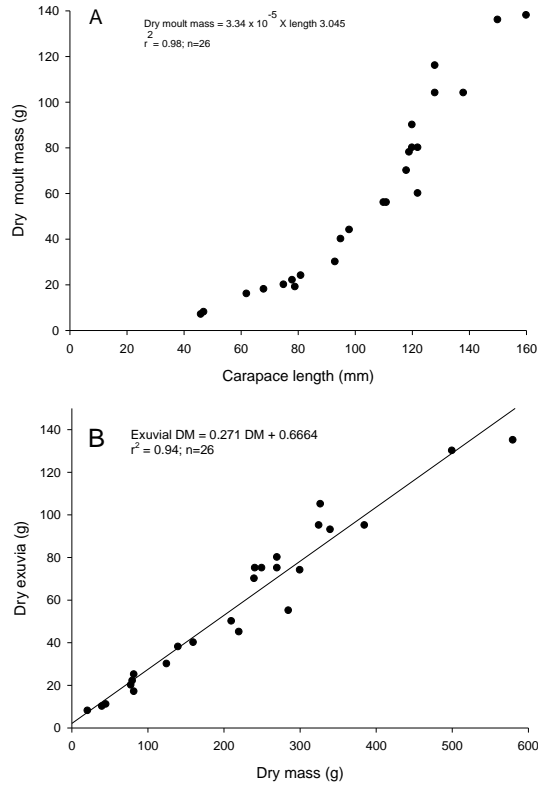 A
Dry moult mass = 3.34 x 10-5 X length 3.045
r2 = 0.98; n=26
Dry moult mass (g)
140
120
100
80
60
40
20
0
0 20 40 60 80 100 120 140 160
Carapace length (mm)
B
Exuvial DM = 0.271 DM + 0.6664
r2 = 0.94; n=26
Dry exuvia (g)
140
120
100
80
60
40
20
0
0 100 200 300 400 500 600
Dry mass (g)